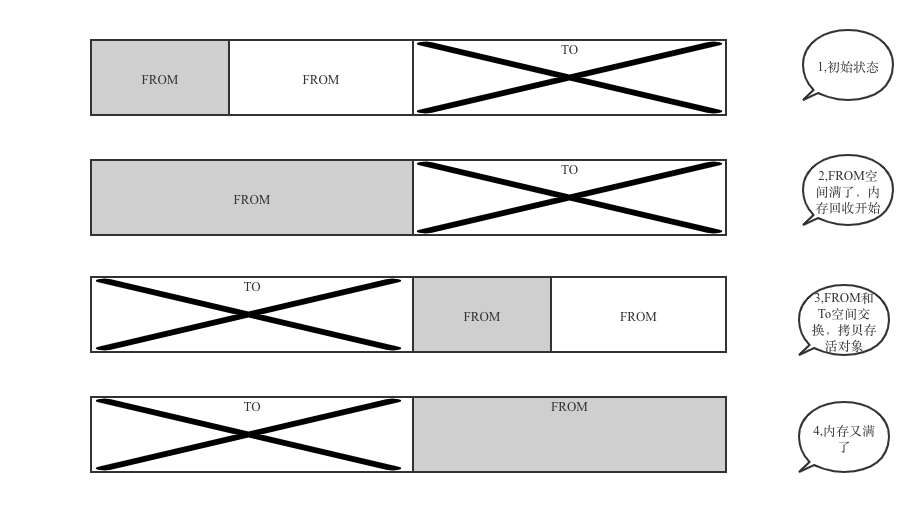 FROM
FROM
TO
1,初始状态
FROM
TO
2,FROM空
间满了，内
存回收开始
TO
FROM
FROM
3,FROM和
To空间交
换，拷贝存
活对象
TO
FROM
4,内存又满
了